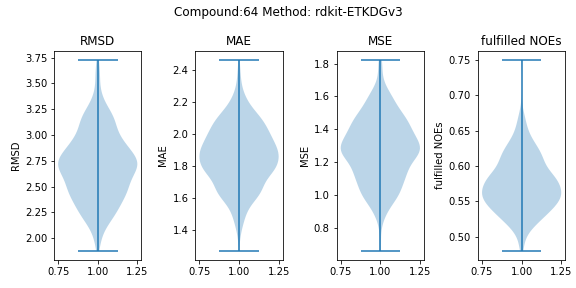 Compound:64 Method: rdkit-ETKDGv3
RMSD
MAE
MSE
fulfilled NOEs
RMSD
3.75
3.50
3.25
3.00
2.75
2.50
2.25
2.00
0.75 1.00 1.25
MAE
2.4
2.2
2.0
1.8
1.6
1.4
0.75 1.00 1.25
MSE
1.8
1.6
1.4
1.2
1.0
0.8
0.75 1.00 1.25
fulfilled NOEs
0.75
0.70
0.65
0.60
0.55
0.50
0.75 1.00 1.25